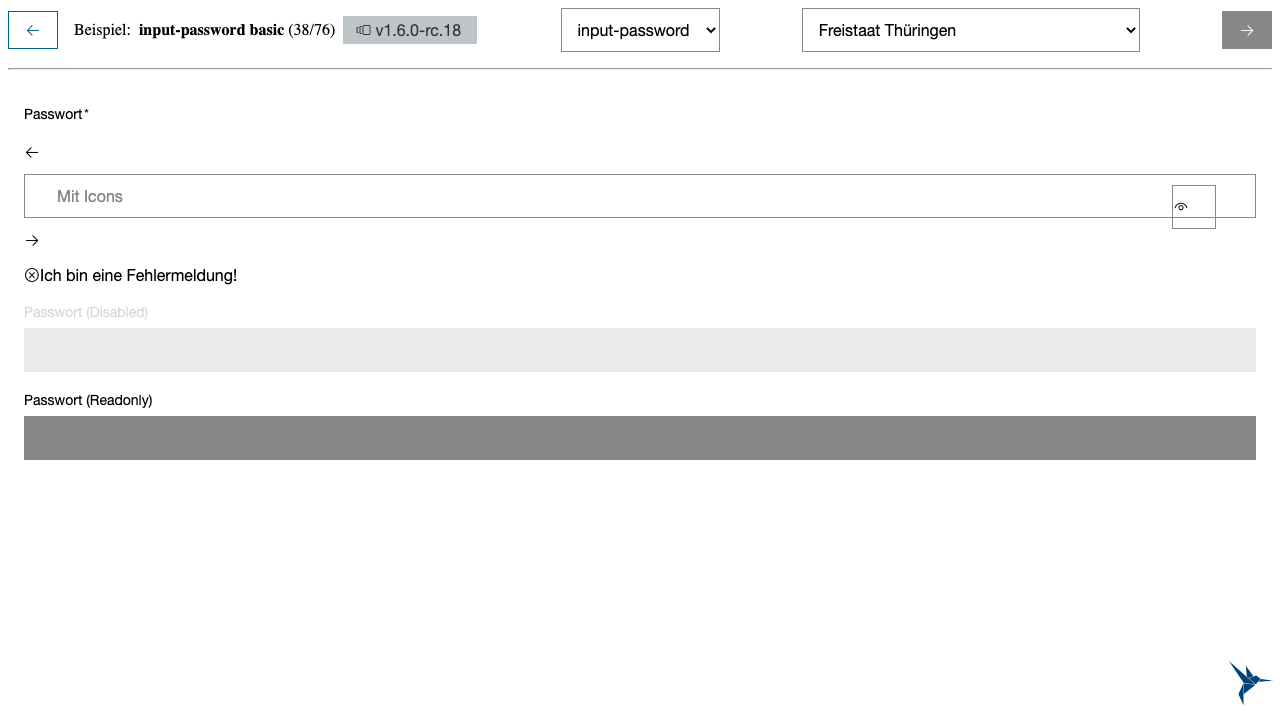 Beispiel: input-password basic (38/76) v1.6.0-rc.18 input-password Freistaat Thüringen
Passwort*
Mit Icons
Ich bin eine Fehlermeldung!
Passwort (Disabled)
Passwort (Readonly)